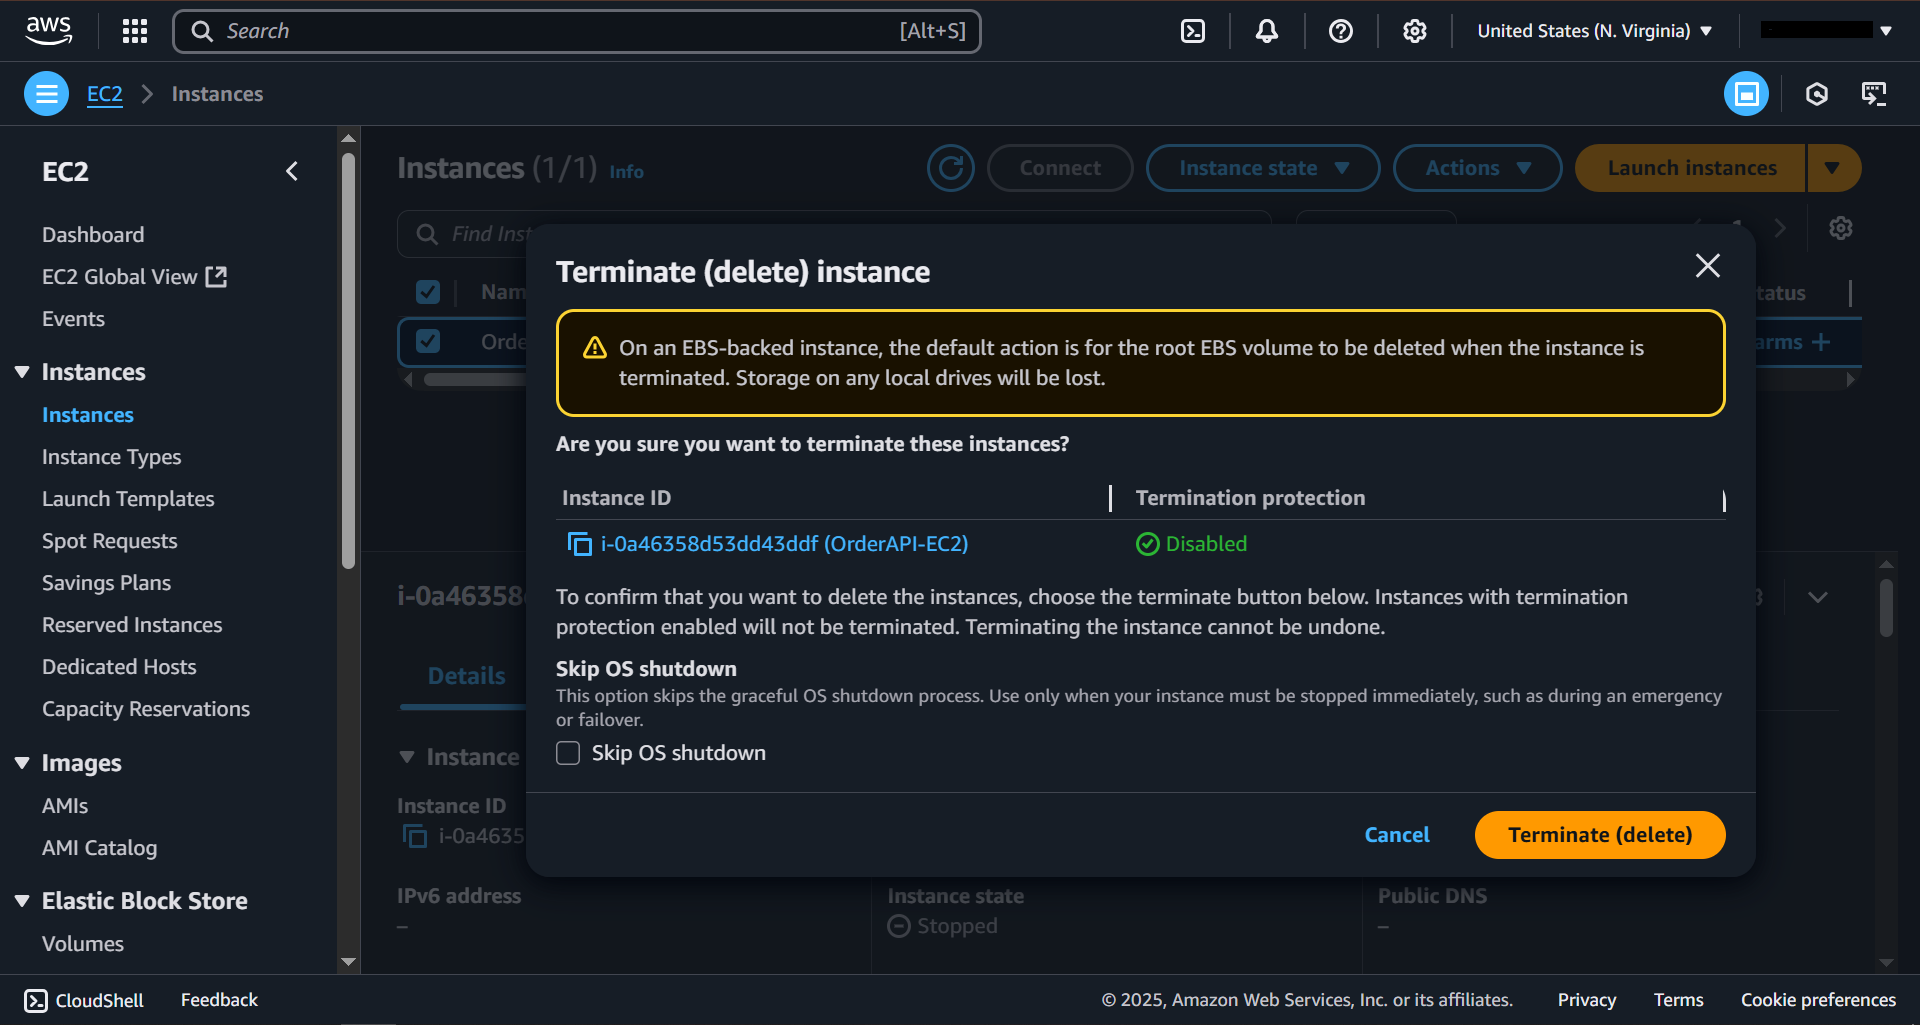 aws
Search [Alt+S]
United States (N. Virginia)
EC2 > Instances
EC2
Dashboard
EC2 Global View
Events
Instances
Instances
Instance Types
Launch Templates
Spot Requests
Savings Plans
Reserved Instances
Dedicated Hosts
Capacity Reservations
Images
AMIs
AMI Catalog
Elastic Block Store
Volumes
Instances (1/1) Info
Connect
Instance state
Actions
Launch instances
Find Inst
Nam
tatus
Orde
arms +
Terminate (delete) instance
On an EBS-backed instance, the default action is for the root EBS volume to be deleted when the instance is
terminated. Storage on any local drives will be lost.
Are you sure you want to terminate these instances?
Instance ID
Termination protection
i-0a46358d53dd43ddf (OrderAPI-EC2)
Disabled
To confirm that you want to delete the instances, choose the terminate button below. Instances with termination
protection enabled will not be terminated. Terminating the instance cannot be undone.
Skip OS shutdown
This option skips the graceful OS shutdown process. Use only when your instance must be stopped immediately, such as during an emergency
or failover.
Skip OS shutdown
Cancel
Terminate (delete)
i-0a46358
Details
Instance
Instance ID
i-0a4635
IPv6 address
–
Instance state
Stopped
Public DNS
–
CloudShell
Feedback
© 2025, Amazon Web Services, Inc. or its affiliates.
Privacy
Terms
Cookie preferences